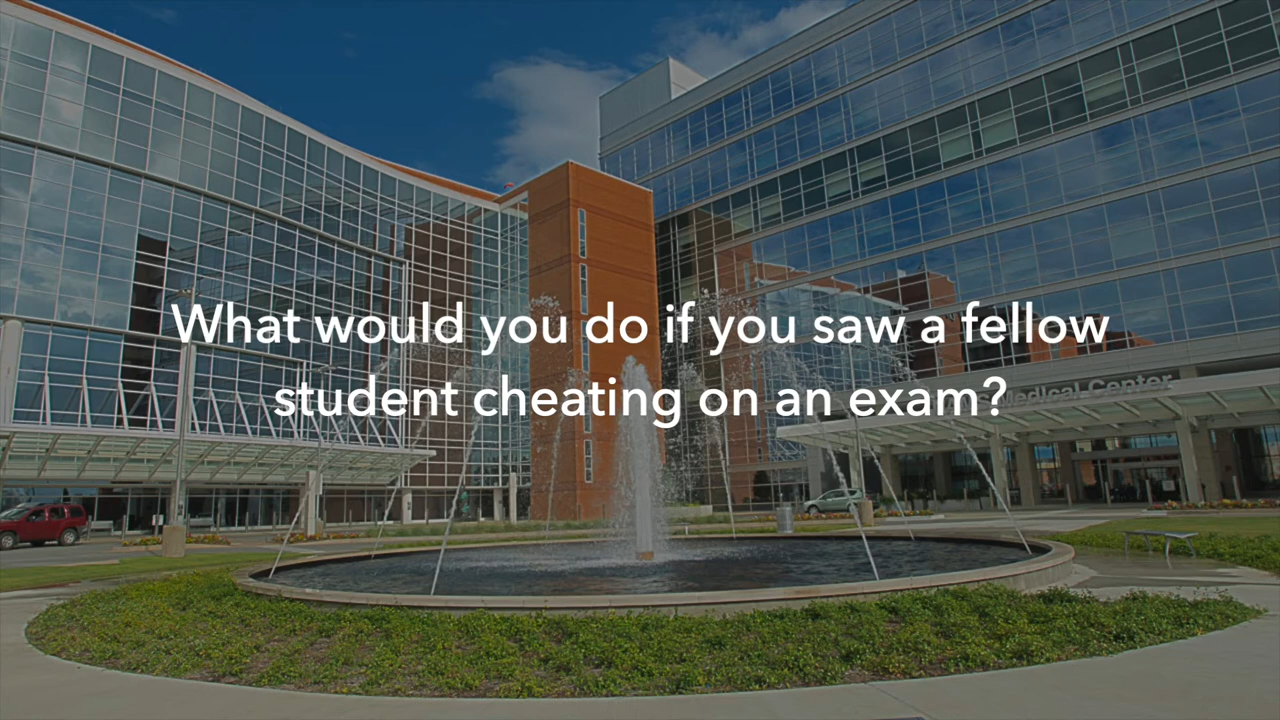 What would you do if you saw a fellow
student cheating on an exam?
Medical Center